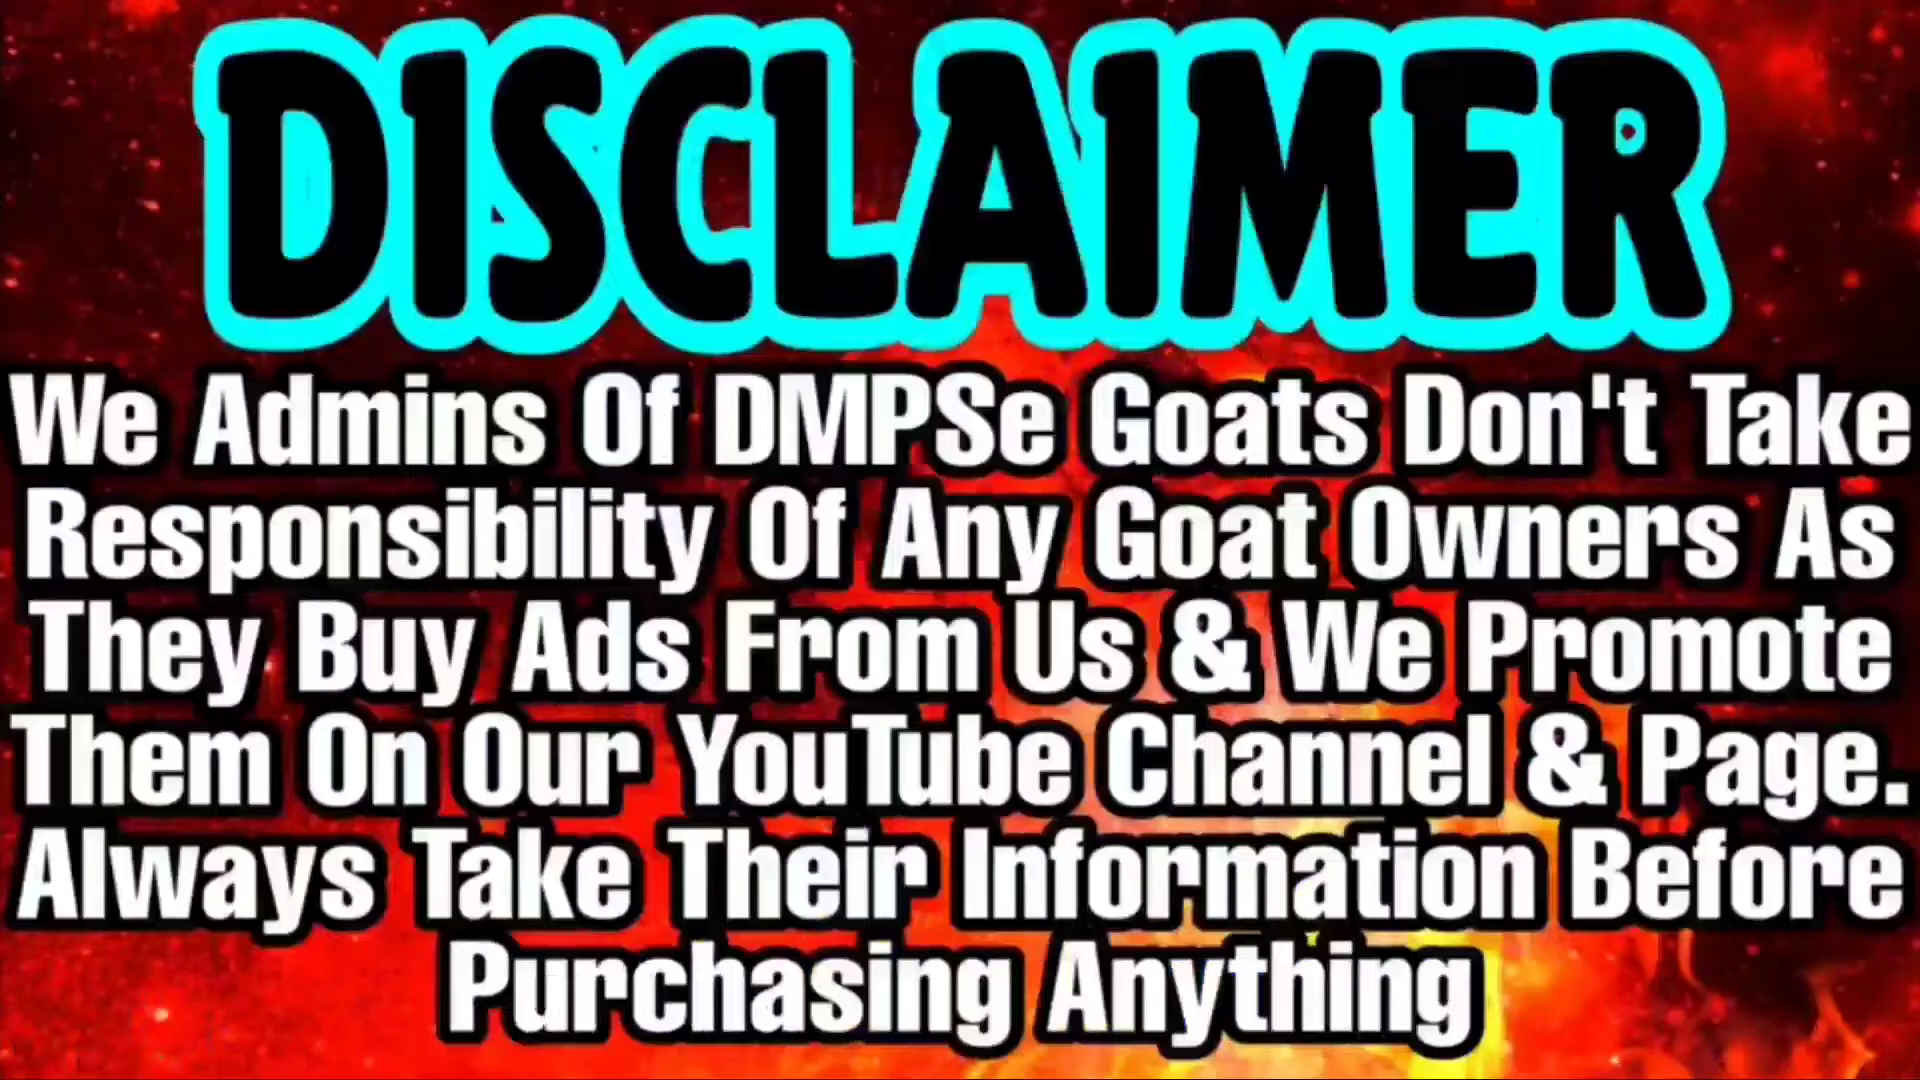 DISCLAIMER
We Admins Of DMPSe Goats Don't Take
Responsibility Of Any Goat Owners As
They Buy Ads From Us & We Promote
Them On Our YouTube Channel & Page.
Always Take Their Information Before
Purchasing Anything